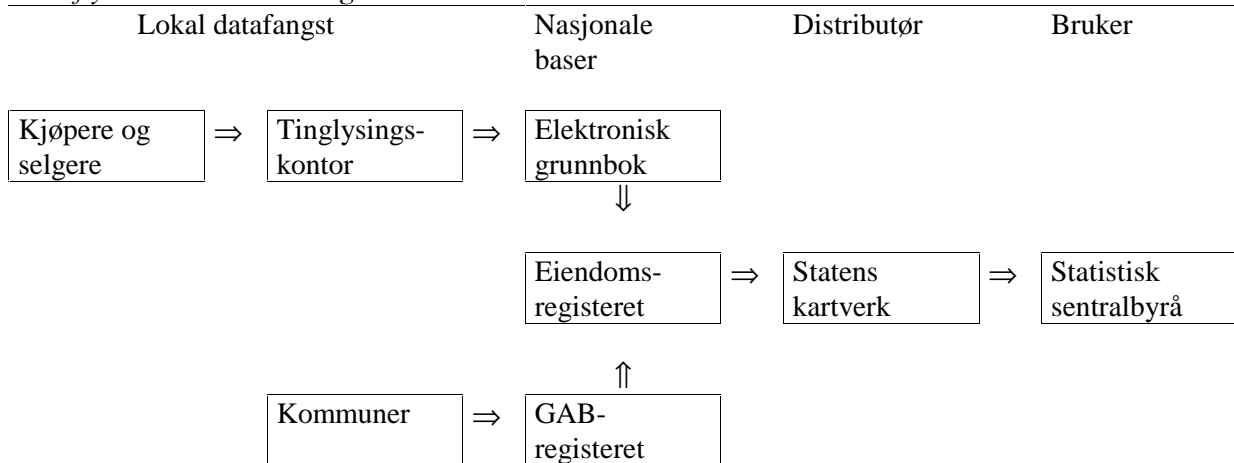 Lokal datafangst Nasjonale baser Distributør Bruker
Kjøpere og selgere ⇒ Tinglysings-kontor ⇒ Elektronisk grunnbok
⇓
Eiendoms-registeret ⇒ Statens kartverk ⇒ Statistisk sentralbyrå
⇑
Kommuner ⇒ GAB-registeret